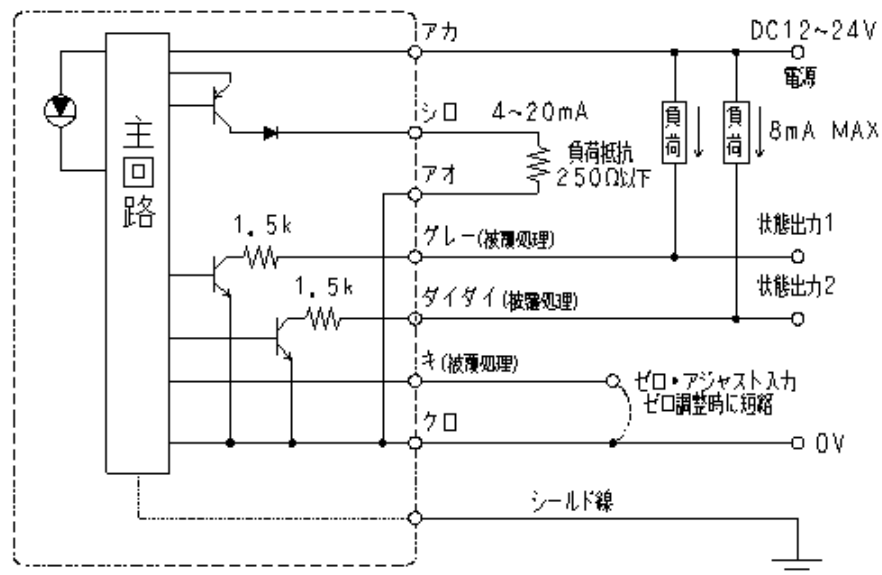 アカ
DC12~24V
電源
シロ
4~20mA
負荷抵抗
250Ω以下
負荷
負荷
8mA MAX
主回路
アオ
1.5k
グレー(被覆処理)
状態出力1
1.5k
ダイダイ(被覆処理)
状態出力2
キ(被覆処理)
ゼロ・アジャスト入力
ゼロ調整時に短絡
クロ
0V
シールド線